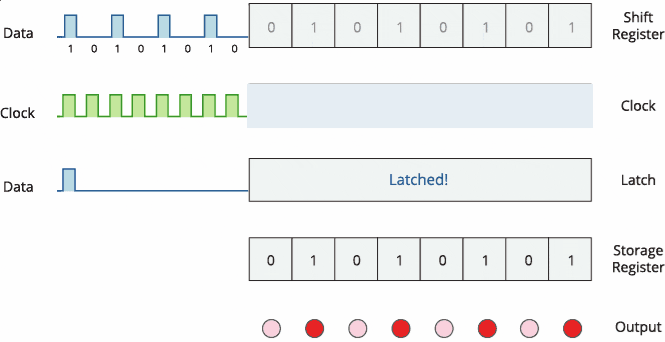 Data
1 0 1 0 1 0 1 0
0 1 0 1 0 1 0 1
Shift
Register
Clock
Clock
Data
Latched!
Latch
0 1 0 1 0 1 0 1
Storage
Register
Output